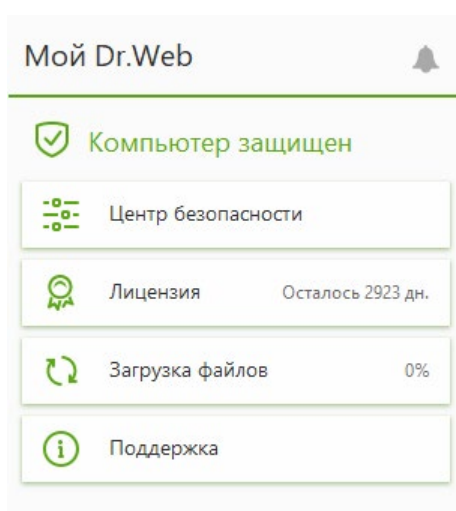 Мой Dr.Web
Компьютер защищен
Центр безопасности
Лицензия Осталось 2923 дн.
Загрузка файлов 0%
Поддержка